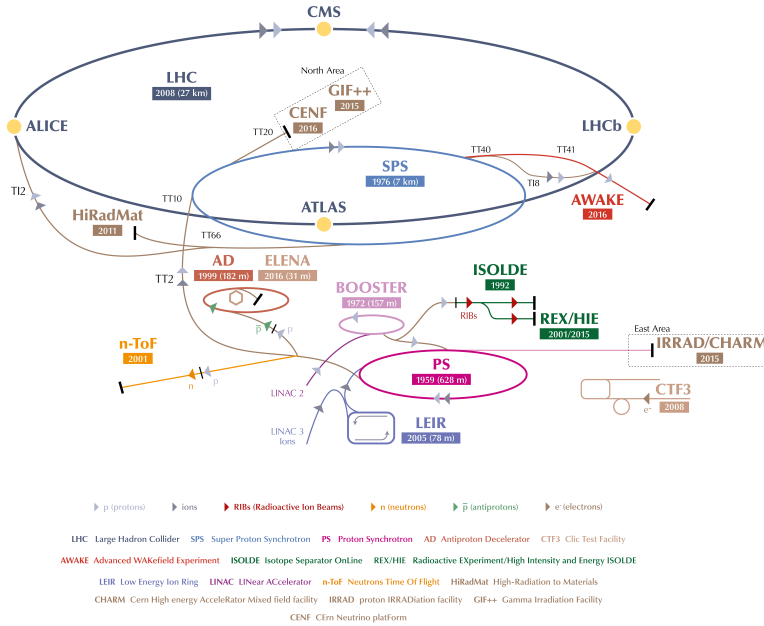 CMS
North Area
LHC
2008 (27 km)
GIF++
2015
CENF
2016
TT20
ALICE
LHCb
TT40
TT41
SPS
1976 (7 km)
TI8
TI2
TT10
AWAKE
2016
ATLAS
HiRadMat
2011
TT66
AD
1999 (182 m)
ELENA
2016 (31 m)
TT2
ISOLDE
1992
BOOSTER
1972 (157 m)
RIBs
REX/HIE
2001/2015
p̅
p
East Area
n-ToF
2001
IRRAD/CHARM
2015
PS
1959 (628 m)
n
p
LINAC 2
CTF3
2008
e-
LEIR
2005 (78 m)
LINAC 3
Ions
p (protons) ions RIBs (Radioactive Ion Beams) n (neutrons) p̅ (antiprotons) e- (electrons)
LHC Large Hadron Collider SPS Super Proton Synchrotron PS Proton Synchrotron AD Antiproton Decelerator CTF3 Clic Test Facility
AWAKE Advanced WAKefield Experiment ISOLDE Isotope Separator OnLine REX/HIE Radioactive EXperiment/High Intensity and Energy ISOLDE
LEIR Low Energy Ion Ring LINAC LINear ACcelerator n-ToF Neutrons Time Of Flight HiRadMat High-Radiation to Materials
CHARM Cern High energy AcceleRator Mixed field facility IRRAD proton IRRADiation facility GIF++ Gamma Irradiation Facility
CENF CErn Neutrino platForm